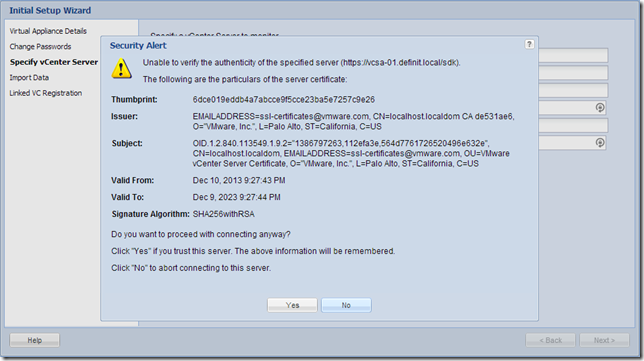 Initial Setup Wizard
Virtual Appliance Details
Change Passwords
Specify vCenter Server
Import Data
Linked VC Registration
Specify a vCenter Server to monitor
Security Alert
?
Unable to verify the authenticity of the specified server (https://vcsa-01.definit.local/sdk).
The following are the particulars of the server certificate:
Thumbprint: 6dce019eddb4a7abcce9f5cce23ba5e7257c9e26
Issuer: EMAILADDRESS=ssl-certificates@vmware.com, CN=localhost.localdom CA de531ae6,
O="VMware, Inc.", L=Palo Alto, ST=California, C=US
Subject: OID.1.2.840.113549.1.9.2="1386797263,112efa3e,564d7761726520496e632e",
CN=localhost.localdom, EMAILADDRESS=ssl-certificates@vmware.com, OU=VMware
vCenter Server Certificate, O="VMware, Inc.", L=Palo Alto, ST=California, C=US
Valid From: Dec 10, 2013 9:27:43 PM
Valid To: Dec 9, 2023 9:27:44 PM
Signature Algorithm: SHA256withRSA
Do you want to proceed with connecting anyway?
Click "Yes" if you trust this server. The above information will be remembered.
Click "No" to abort connecting to this server.
Yes
No
Help
< Back
Next >